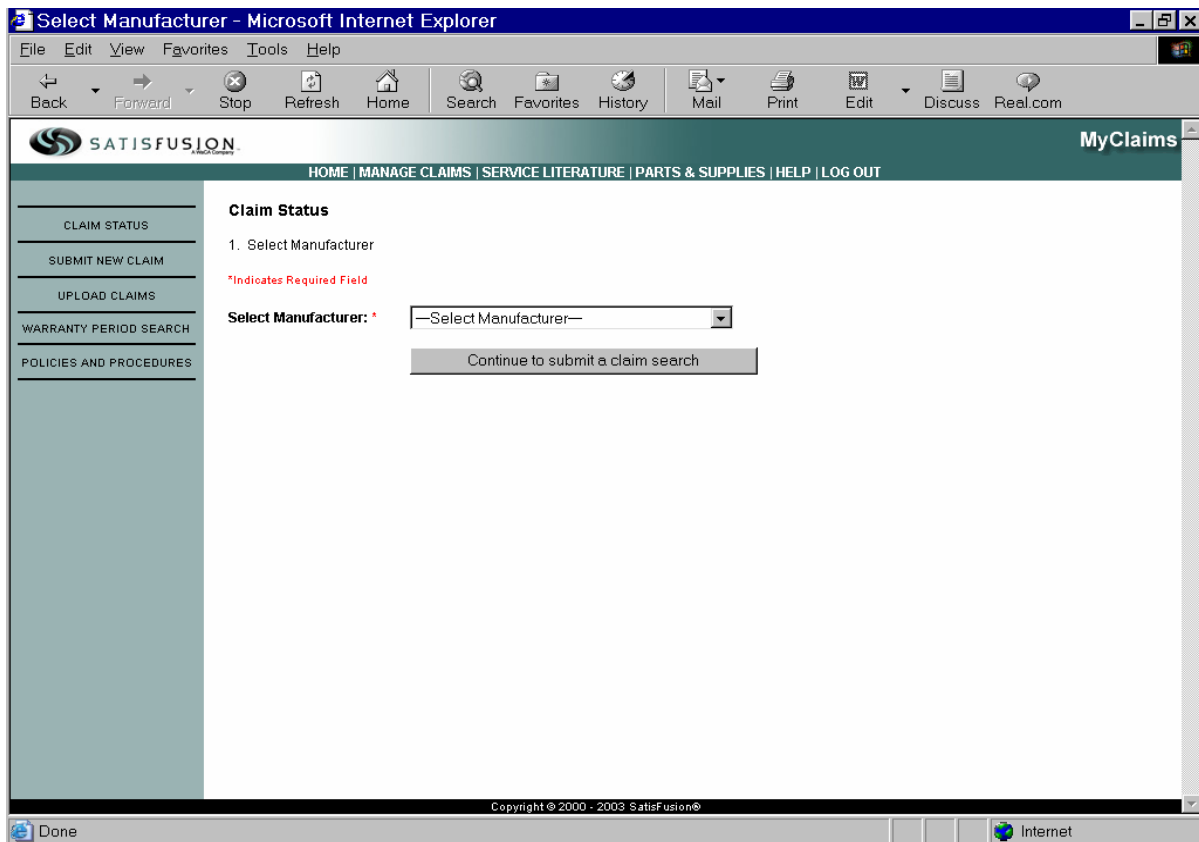 Select Manufacturer - Microsoft Internet Explorer
File Edit View Favorites Tools Help
Back Forward Stop Refresh Home Search Favorites History Mail Print Edit Discuss Real.com
SATISFUSION
A WACA Company
MyClaims
HOME | MANAGE CLAIMS | SERVICE LITERATURE | PARTS & SUPPLIES | HELP | LOG OUT
CLAIM STATUS
SUBMIT NEW CLAIM
UPLOAD CLAIMS
WARRANTY PERIOD SEARCH
POLICIES AND PROCEDURES
Claim Status
1. Select Manufacturer
*Indicates Required Field
Select Manufacturer: *
—Select Manufacturer—
Continue to submit a claim search
Copyright © 2000 - 2003 SatisFusion®
Done
Internet